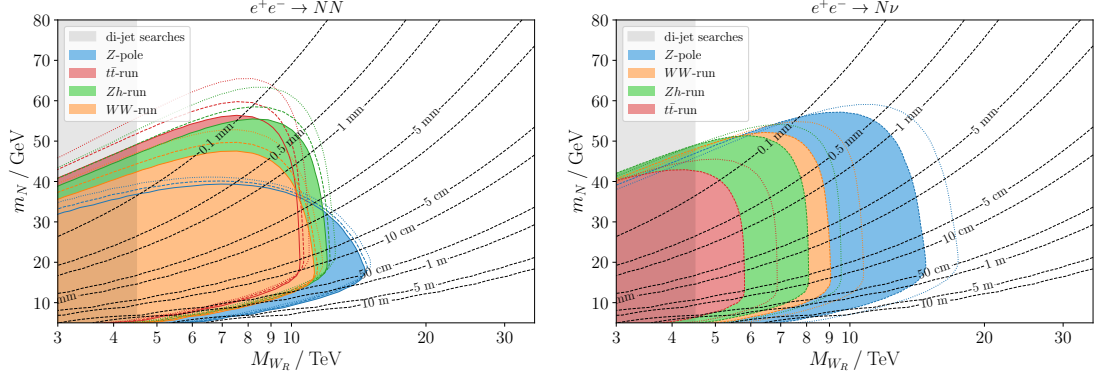 e⁺e⁻ → NN
80
70
60
50
40
30
20
10
m_N / GeV
di-jet searches
Z-pole
tt̄-run
Zh-run
WW-run
0.1 mm
0.5 mm
1 mm
5 mm
5 cm
10 cm
50 cm
1 m
5 m
10 m
mm
3 4 5 6 7 8 9 10 20 30
M_{W_R} / TeV
e⁺e⁻ → Nν
80
70
60
50
40
30
20
10
m_N / GeV
di-jet searches
Z-pole
WW-run
Zh-run
tt̄-run
0.1 mm
0.5 mm
1 mm
5 mm
5 cm
10 cm
50 cm
1 m
5 m
10 m
mm
3 4 5 6 7 8 9 10 20 30
M_{W_R} / TeV